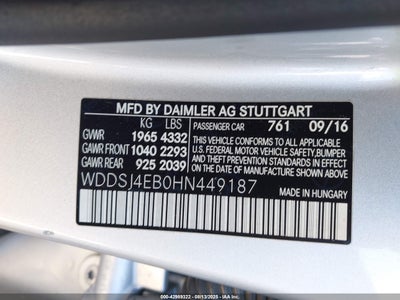 MFD BY DAIMLER AG STUTTGART
KG LBS
PASSENGER CAR 761 09/16
GVWR 1965 4332
GAWR FRONT 1040 2293
GAWR REAR 925 2039
THIS VEHICLE CONFORMS TO ALL APPLICABLE
U.S. FEDERAL MOTOR VEHICLE SAFETY, BUMPER
AND THEFT PREVENTION STANDARDS IN EFFECT
ON THE DATE OF MANUFACTURE SHOWN ABOVE.
WDDSJ4EB0HN449187
MADE IN HUNGARY